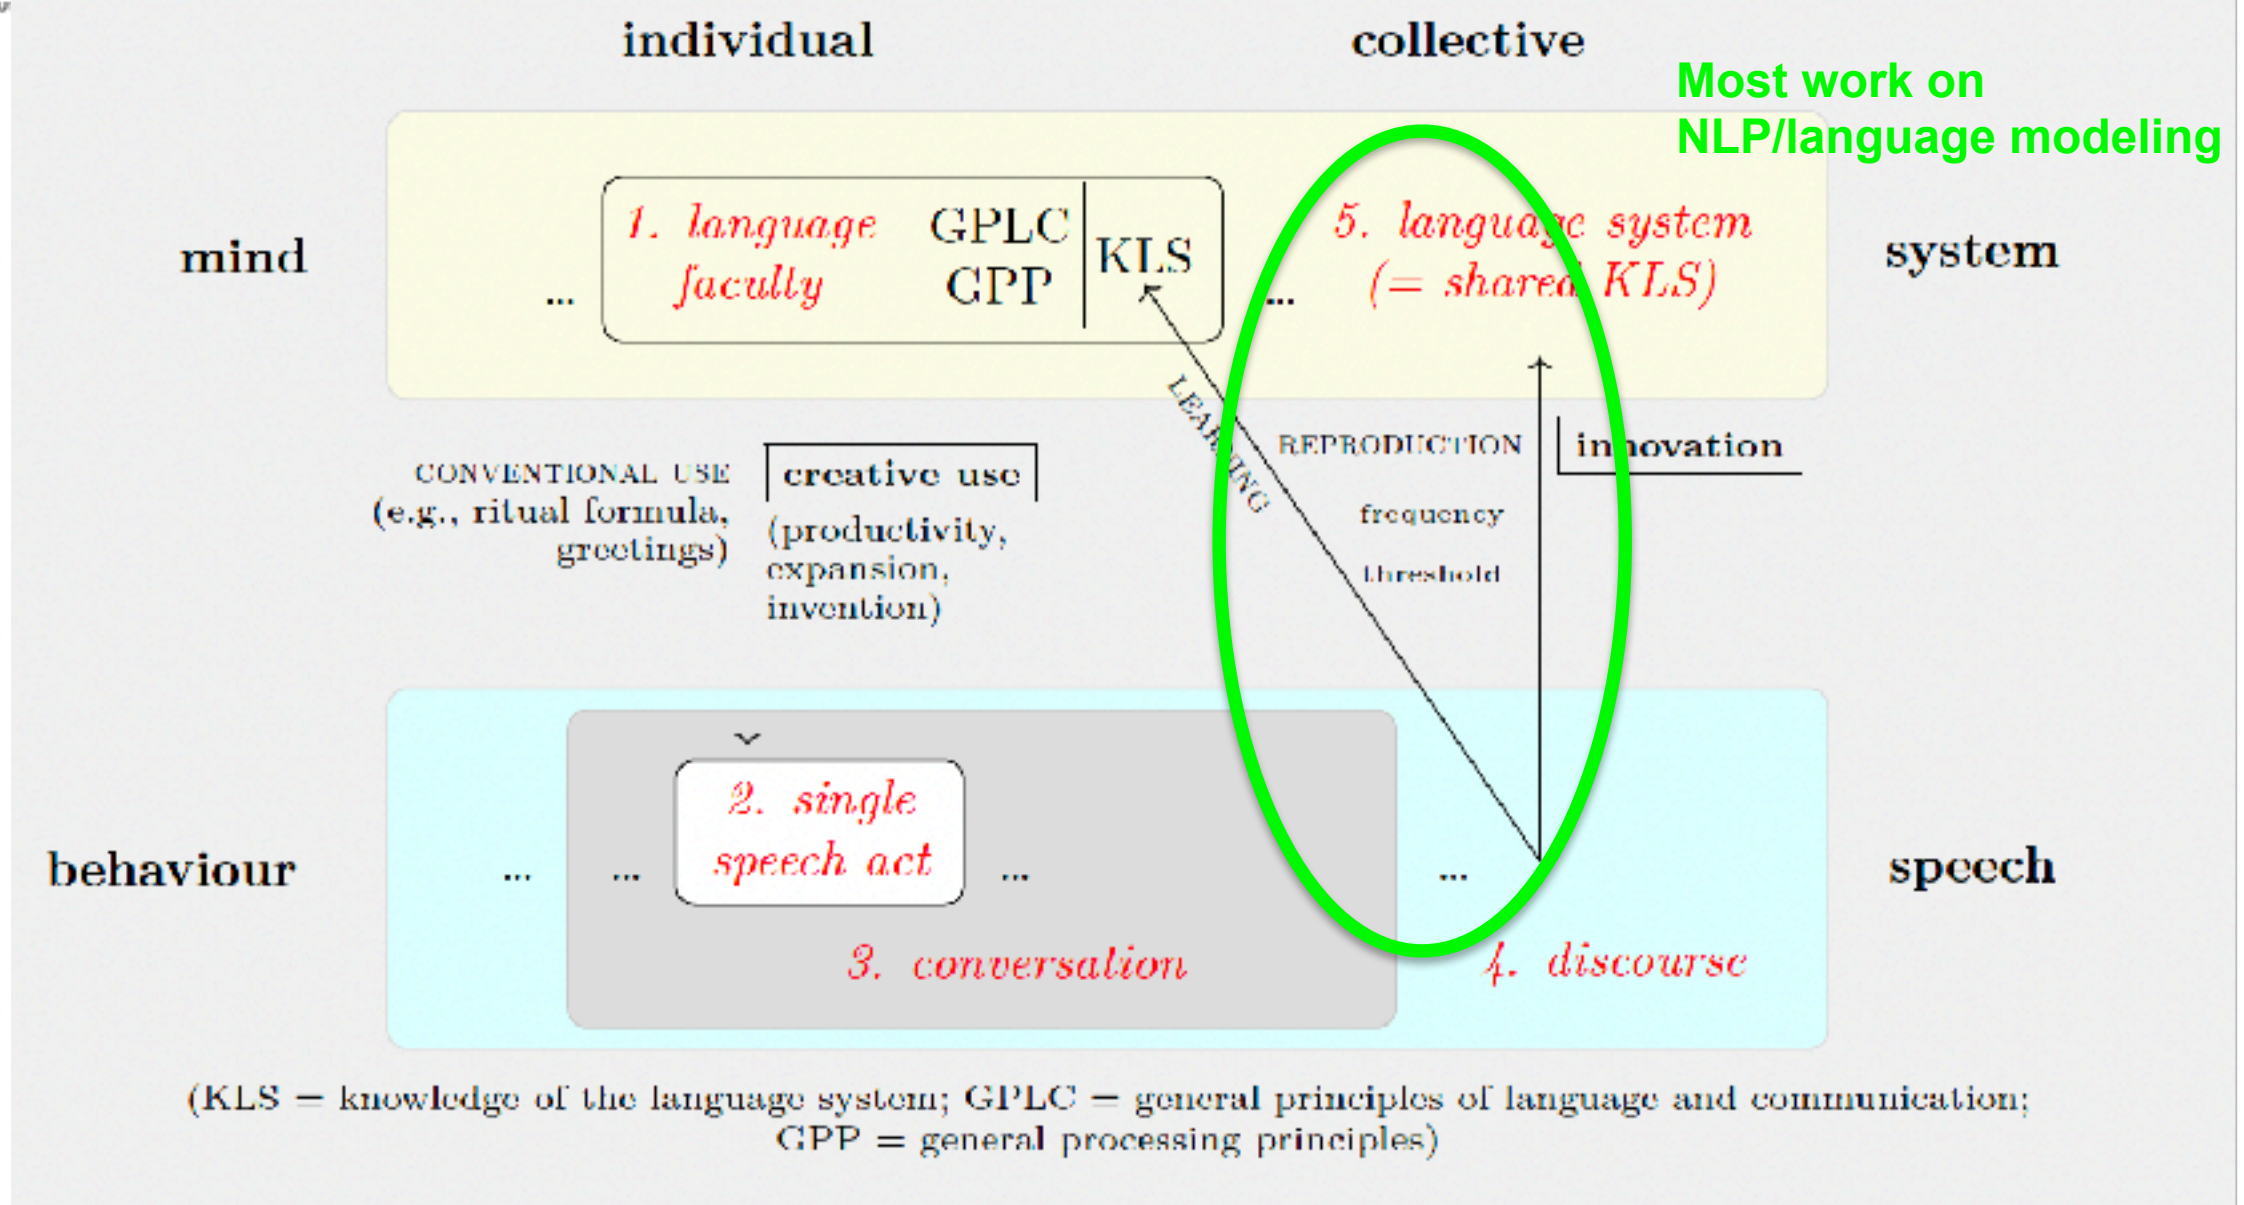 individual
collective
Most work on
NLP/language modeling
mind
... 1. language faculty
GPLC
GPP
KLS
... 5. language system
(= shared KLS)
system
LEARNING
CONVENTIONAL USE
(e.g., ritual formula,
greetings)
creative use
(productivity,
expansion,
invention)
REPRODUCTION
frequency
threshold
innovation
behaviour
... ... 2. single
speech act ... ...
speech
3. conversation
4. discourse
(KLS = knowledge of the language system; GPLC = general principles of language and communication;
GPP = general processing principles)